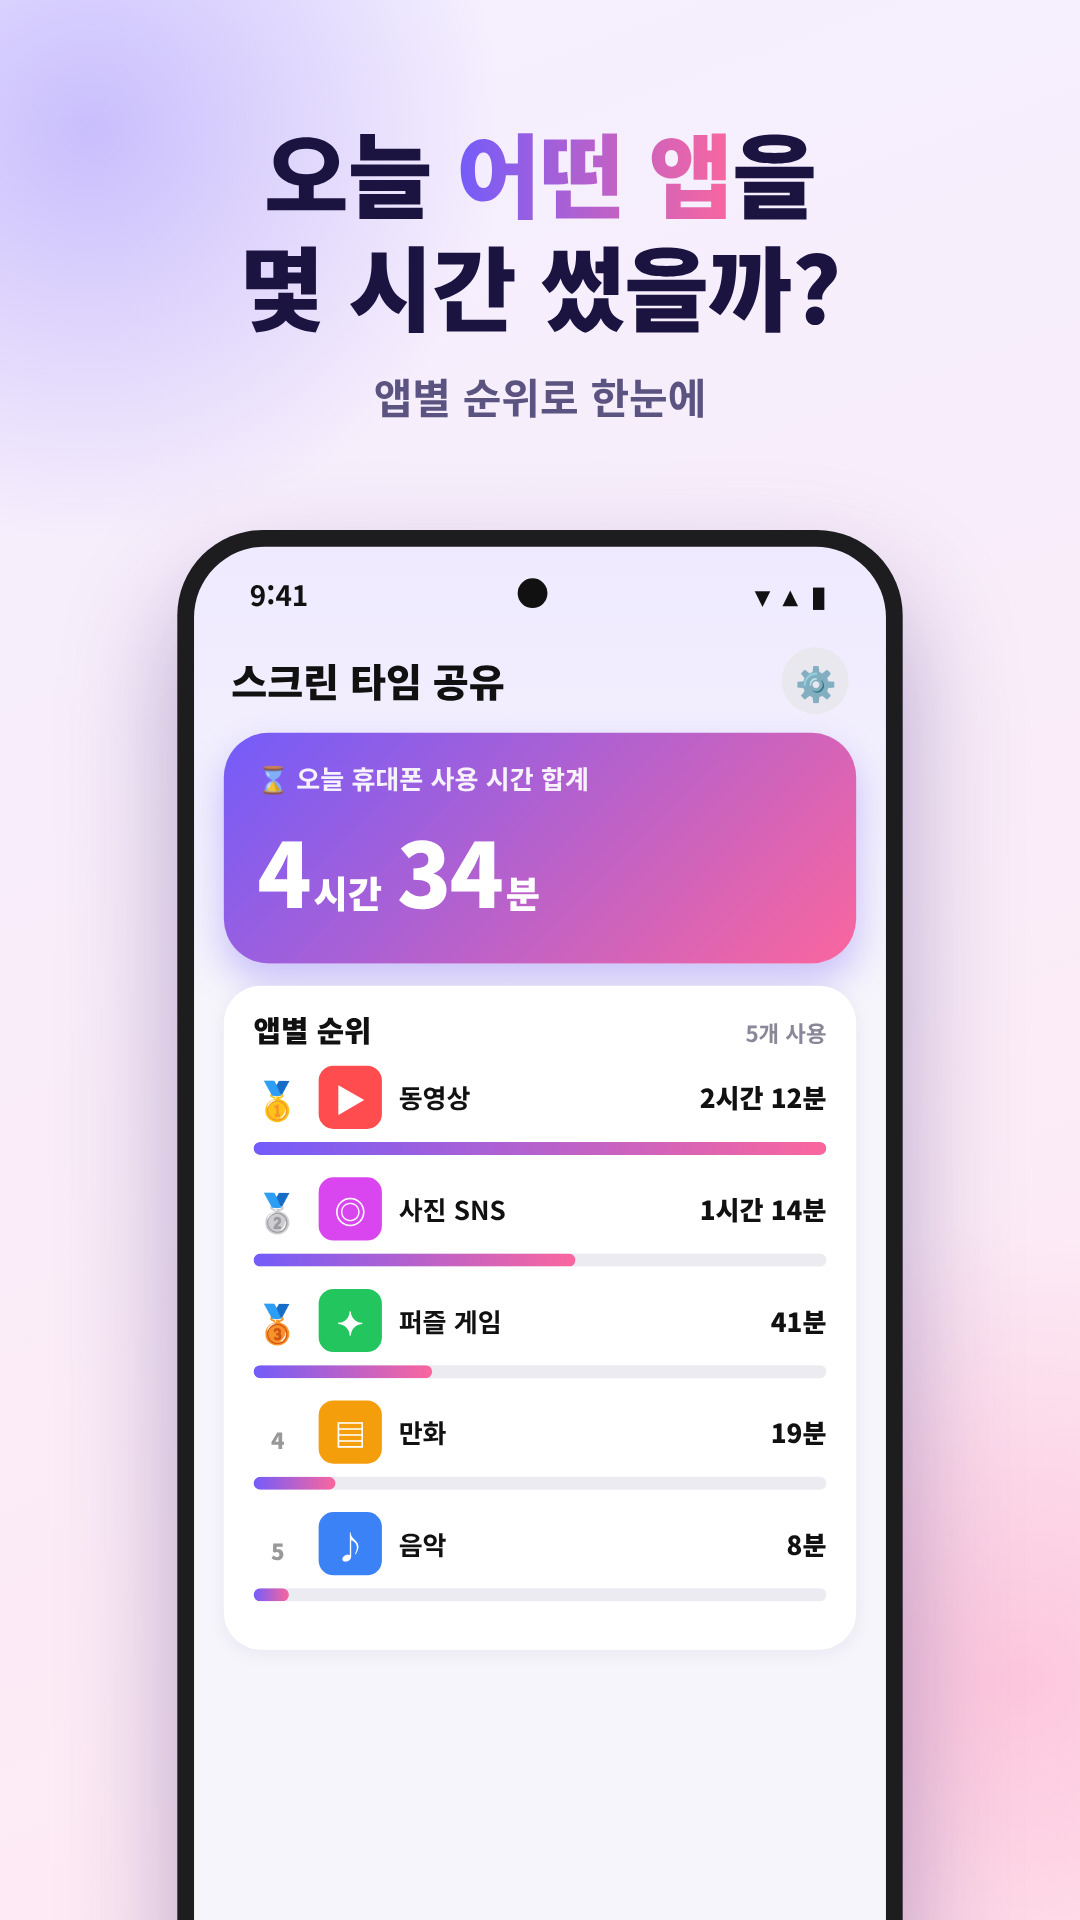 오늘 어떤 앱을
몇 시간 썼을까?
앱별 순위로 한눈에
9:41
스크린 타임 공유
오늘 휴대폰 사용 시간 합계
4시간 34분
앱별 순위 5개 사용
1 동영상 2시간 12분
2 사진 SNS 1시간 14분
3 퍼즐 게임 41분
4 만화 19분
5 음악 8분